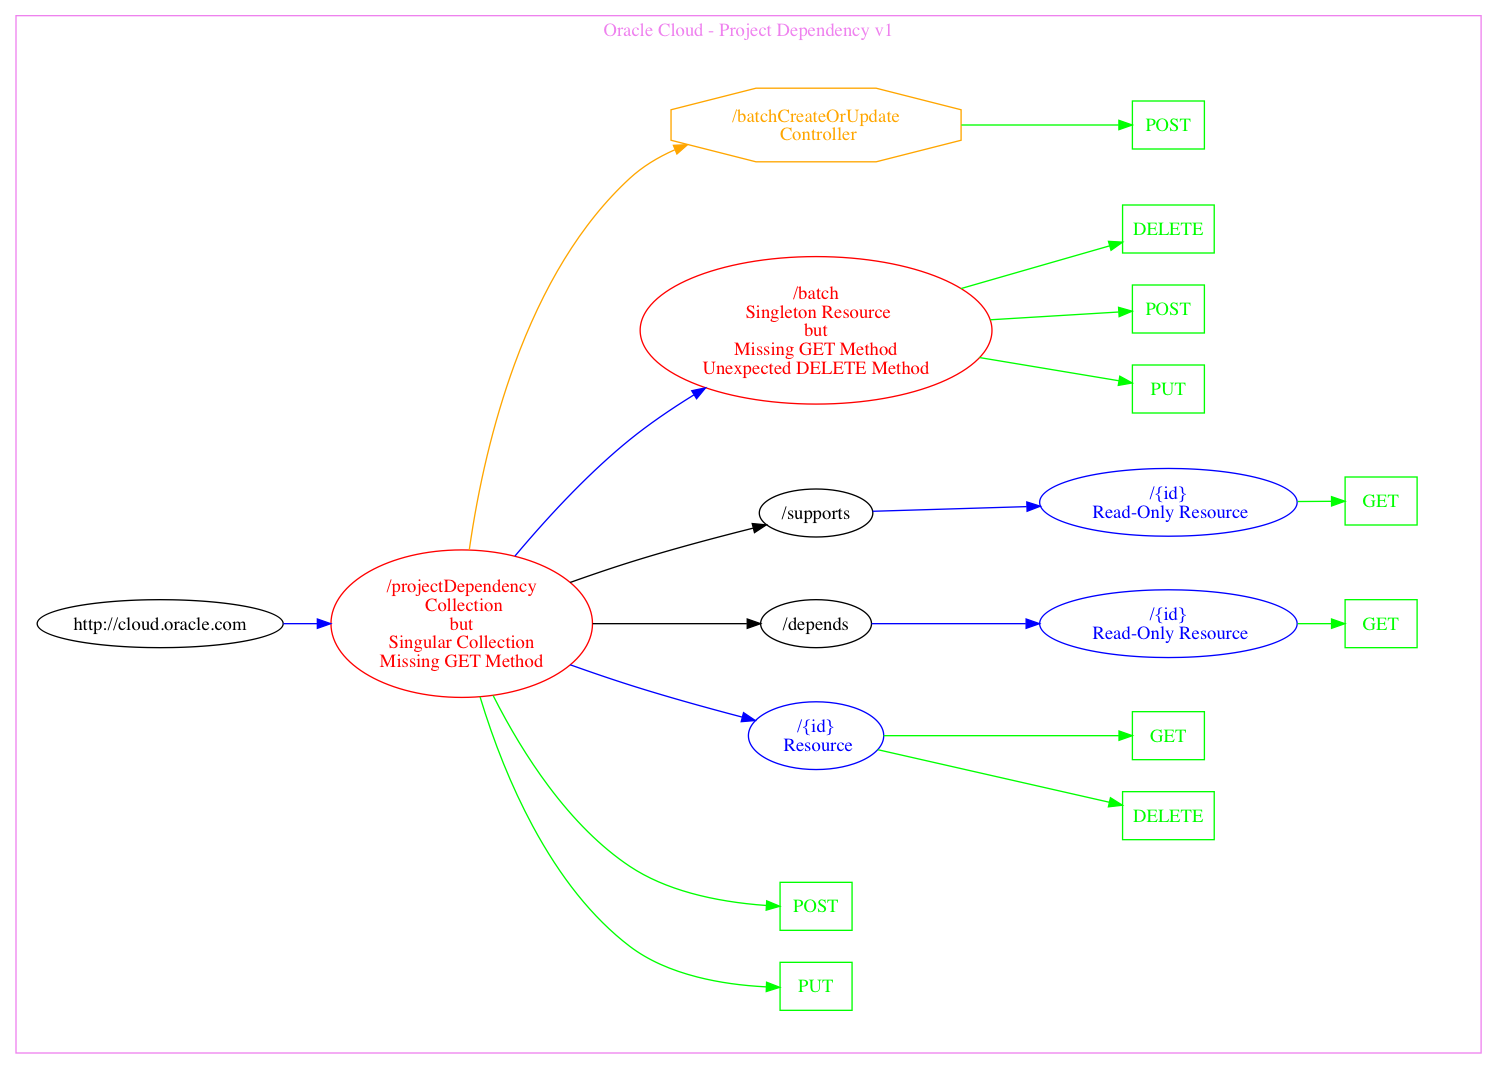 Oracle Cloud - Project Dependency v1
/batchCreateOrUpdate
Controller
POST
DELETE
/batch
Singleton Resource
but
Missing GET Method
Unexpected DELETE Method
POST
PUT
/supports
/{id}
Read-Only Resource
GET
http://cloud.oracle.com
/projectDependency
Collection
but
Singular Collection
Missing GET Method
/depends
/{id}
Read-Only Resource
GET
/{id}
Resource
GET
DELETE
POST
PUT